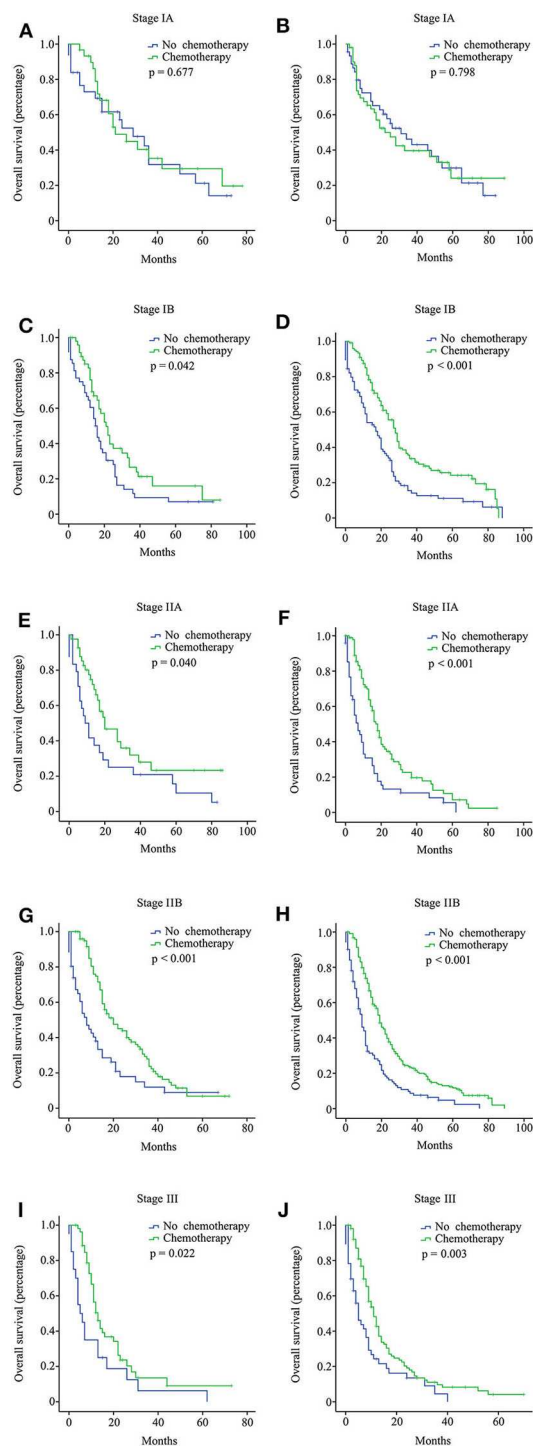 Stage IA
A
No chemotherapy
Chemotherapy
p = 0.677
Overall survival (percentage)
1.0
0.8
0.6
0.4
0.2
0
0 20 40 60 80
Months
Stage IA
B
No chemotherapy
Chemotherapy
p = 0.798
Overall survival (percentage)
1.0
0.8
0.6
0.4
0.2
0
0 20 40 60 80 100
Months
Stage IB
C
No chemotherapy
Chemotherapy
p = 0.042
Overall survival (percentage)
1.0
0.8
0.6
0.4
0.2
0
0 20 40 60 80 100
Months
Stage IB
D
No chemotherapy
Chemotherapy
p < 0.001
Overall survival (percentage)
1.0
0.8
0.6
0.4
0.2
0
0 20 40 60 80 100
Months
Stage IIA
E
No chemotherapy
Chemotherapy
p = 0.040
Overall survival (percentage)
1.0
0.8
0.6
0.4
0.2
0
0 20 40 60 80 100
Months
Stage IIA
F
No chemotherapy
Chemotherapy
p < 0.001
Overall survival (percentage)
1.0
0.8
0.6
0.4
0.2
0
0 20 40 60 80 100
Months
Stage IIB
G
No chemotherapy
Chemotherapy
p < 0.001
Overall survival (percentage)
1.0
0.8
0.6
0.4
0.2
0
0 20 40 60 80
Months
Stage IIB
H
No chemotherapy
Chemotherapy
p < 0.001
Overall survival (percentage)
1.0
0.8
0.6
0.4
0.2
0
0 20 40 60 80 100
Months
Stage III
I
No chemotherapy
Chemotherapy
p = 0.022
Overall survival (percentage)
1.0
0.8
0.6
0.4
0.2
0
0 20 40 60 80
Months
Stage III
J
No chemotherapy
Chemotherapy
p = 0.003
Overall survival (percentage)
1.0
0.8
0.6
0.4
0.2
0
0 20 40 60
Months